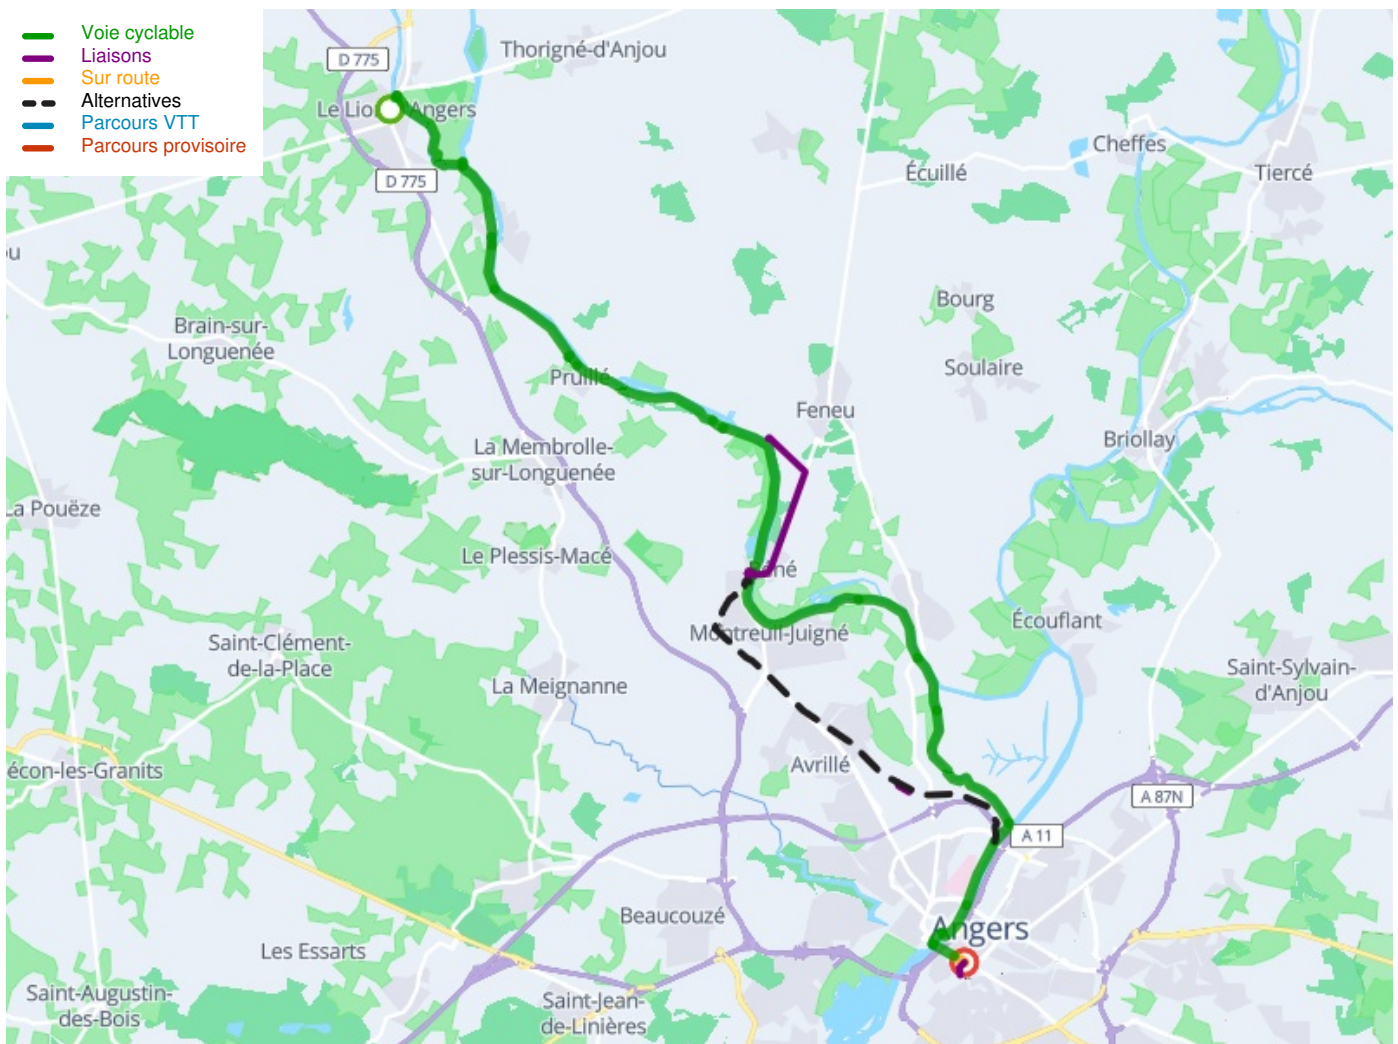 Voie cyclable
Liaisons
Sur route
Alternatives
Parcours VTT
Parcours provisoire
D 775
Thorigné-d'Anjou
Le Lio Angers
D 775
Cheffes
Écuillé
Tiercé
Bourg
Brain-sur-
Longuenée
Soulaire
Pruillé
Feneu
Briollay
La Membrolle-
sur-Longuenée
La Pouëze
Le Plessis-Macé
Écouflant
Montreuil-Juigné
Saint-Clément-
de-la-Place
Saint-Sylvain-
d'Anjou
La Meignanne
Avrillé
écon-les-Granits
A 87N
A 11
Beaucouzé
Angers
Les Essarts
Saint-Augustin-
des-Bois
Saint-Jean-
de-Linières